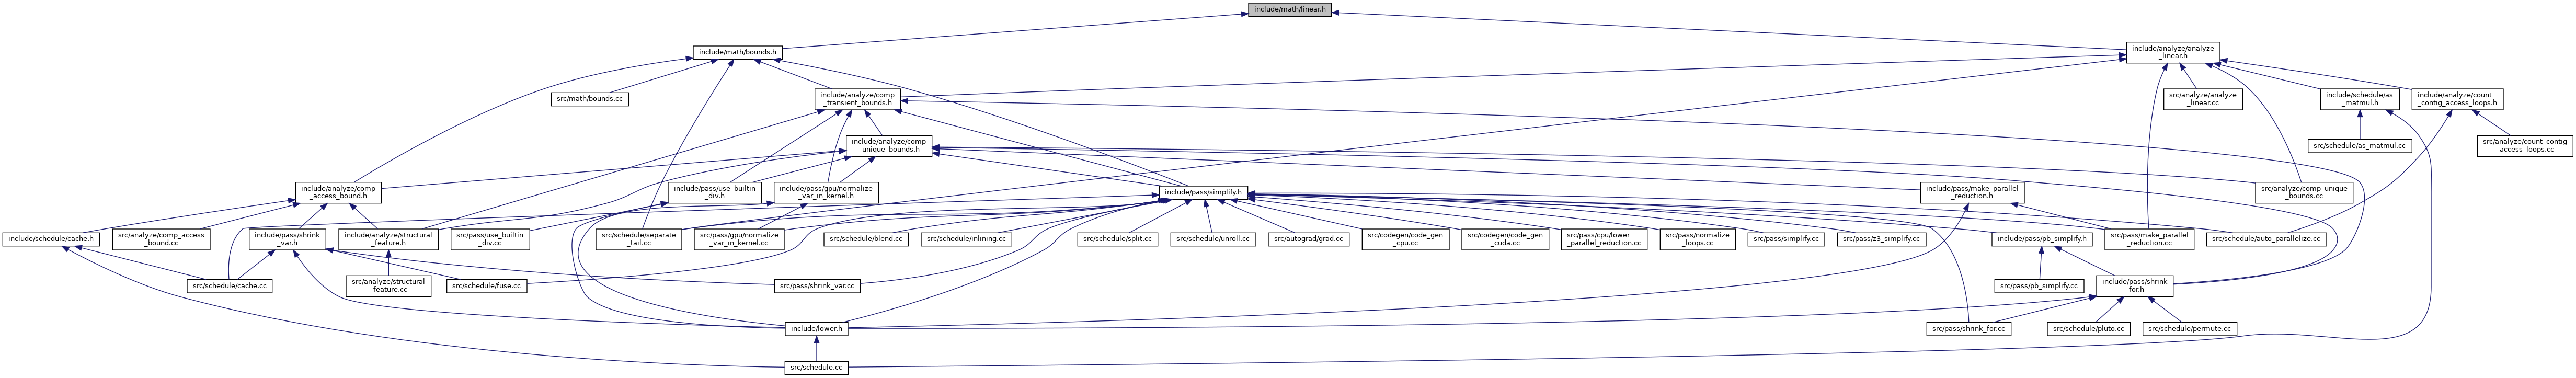 include/math/linear.h
include/math/bounds.h
include/analyze/analyze
_linear.h
src/math/bounds.cc
include/analyze/comp
_transient_bounds.h
src/analyze/analyze
_linear.cc
include/schedule/as
_matmul.h
include/analyze/count
_contig_access_loops.h
include/analyze/comp
_unique_bounds.h
src/schedule/as_matmul.cc
src/analyze/count_contig
_access_loops.cc
include/analyze/comp
_access_bound.h
include/pass/use_builtin
_div.h
include/pass/gpu/normalize
_var_in_kernel.h
include/pass/simplify.h
include/pass/make_parallel
_reduction.h
src/analyze/comp_unique
_bounds.cc
include/schedule/cache.h
src/analyze/comp_access
_bound.cc
include/pass/shrink
_var.h
include/analyze/structural
_feature.h
src/pass/use_builtin
_div.cc
src/schedule/separate
_tail.cc
src/pass/gpu/normalize
_var_in_kernel.cc
src/schedule/blend.cc
src/schedule/inlining.cc
src/schedule/split.cc
src/schedule/unroll.cc
src/autograd/grad.cc
src/codegen/code_gen
_cpu.cc
src/codegen/code_gen
_cuda.cc
src/pass/cpu/lower
_parallel_reduction.cc
src/pass/normalize
_loops.cc
src/pass/simplify.cc
src/pass/z3_simplify.cc
include/pass/pb_simplify.h
src/pass/make_parallel
_reduction.cc
src/schedule/auto_parallelize.cc
src/schedule/cache.cc
src/analyze/structural
_feature.cc
src/schedule/fuse.cc
src/pass/shrink_var.cc
src/pass/pb_simplify.cc
include/pass/shrink
_for.h
include/lower.h
src/pass/shrink_for.cc
src/schedule/pluto.cc
src/schedule/permute.cc
src/schedule.cc